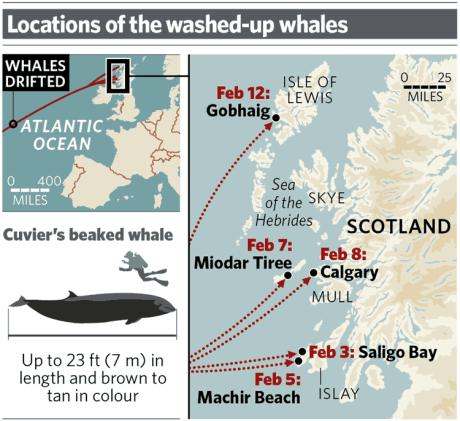 Locations of the washed-up whales
WHALES
DRIFTED
ATLANTIC
OCEAN
0 400
MILES
Cuvier's beaked whale
Up to 23 ft (7 m) in
length and brown to
tan in colour
Feb 12:
Gobhaig
ISLE OF
LEWIS
0 25
MILES
Sea
of the
Hebrides
SKYE
SCOTLAND
Feb 7:
Miodar Tiree
Feb 8:
Calgary
MULL
Feb 3: Saligo Bay
Feb 5:
Machir Beach
ISLAY